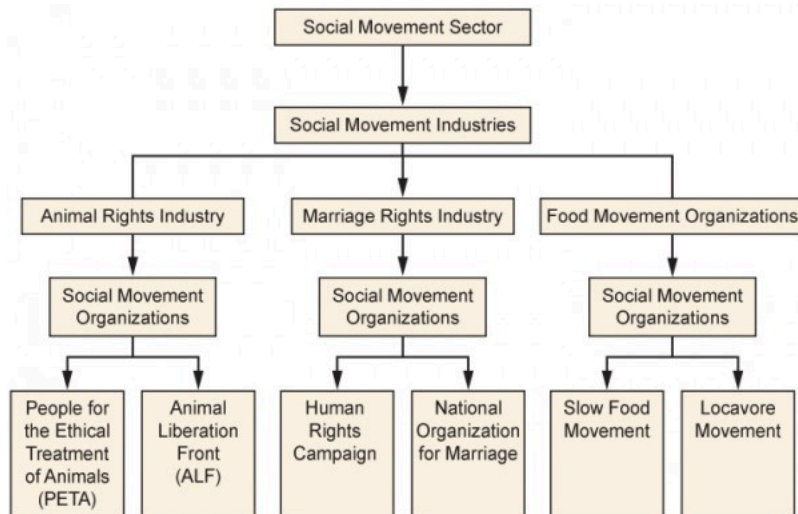 Social Movement Sector
Social Movement Industries
Animal Rights Industry
Marriage Rights Industry
Food Movement Organizations
Social Movement
Organizations
Social Movement
Organizations
Social Movement
Organizations
People for
the Ethical
Treatment
of Animals
(PETA)
Animal
Liberation
Front
(ALF)
Human
Rights
Campaign
National
Organization
for Marriage
Slow Food
Movement
Locavore
Movement